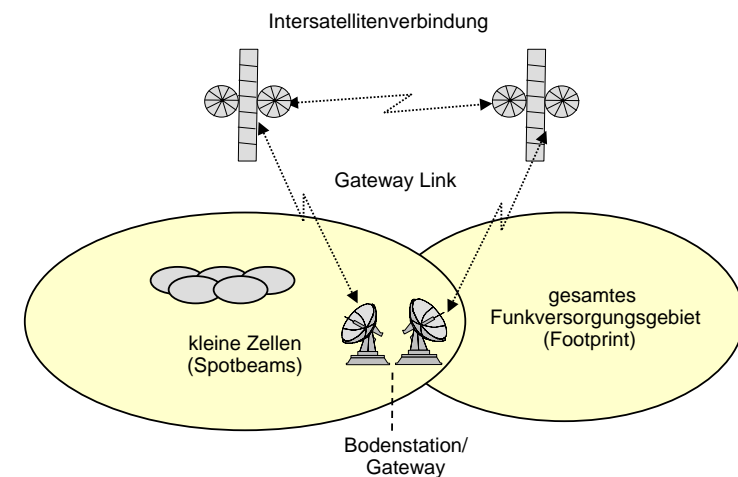 Intersatellitenverbindung
Gateway Link
kleine Zellen
(Spotbeams)
gesamtes
Funkversorgungsgebiet
(Footprint)
Bodenstation/
Gateway